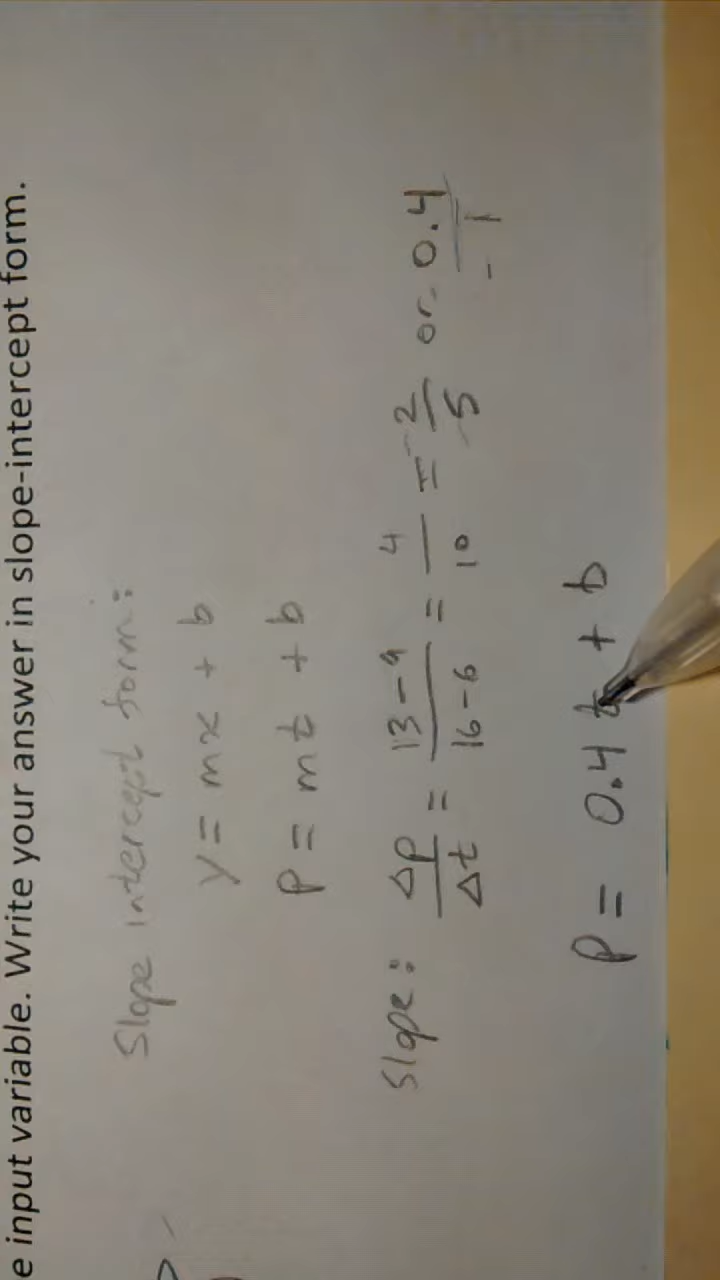 e input variable. Write your answer in slope-intercept form.
Slope intercept form:
y = mx + b
P = mt + b
Slope: ΔP/Δt = 13-9/16-6 = 4/10 = 2/5 or 0.4/1
P = 0.4t + b